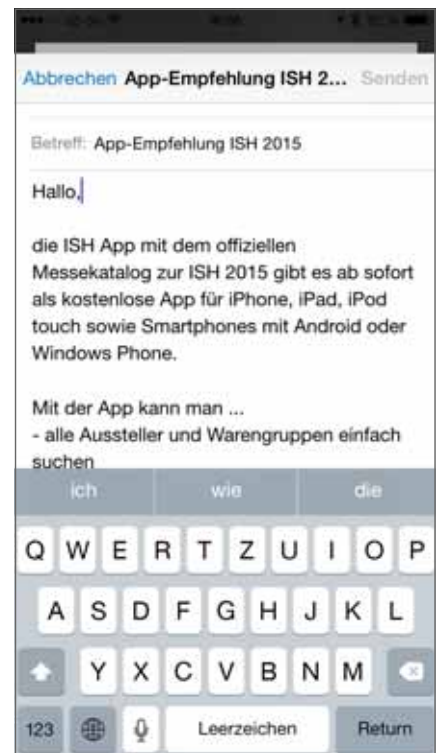 Abbrechen App-Empfehlung ISH 2... Senden
Betreff: App-Empfehlung ISH 2015
Hallo,
die ISH App mit dem offiziellen
Messekatalog zur ISH 2015 gibt es ab sofort
als kostenlose App für iPhone, iPad, iPod
touch sowie Smartphones mit Android oder
Windows Phone.
Mit der App kann man ...
- alle Aussteller und Warengruppen einfach
suchen
ich wie die
Q W E R T Z U I O P
A S D F G H J K L
Y X C V B N M
123 Leerzeichen Return